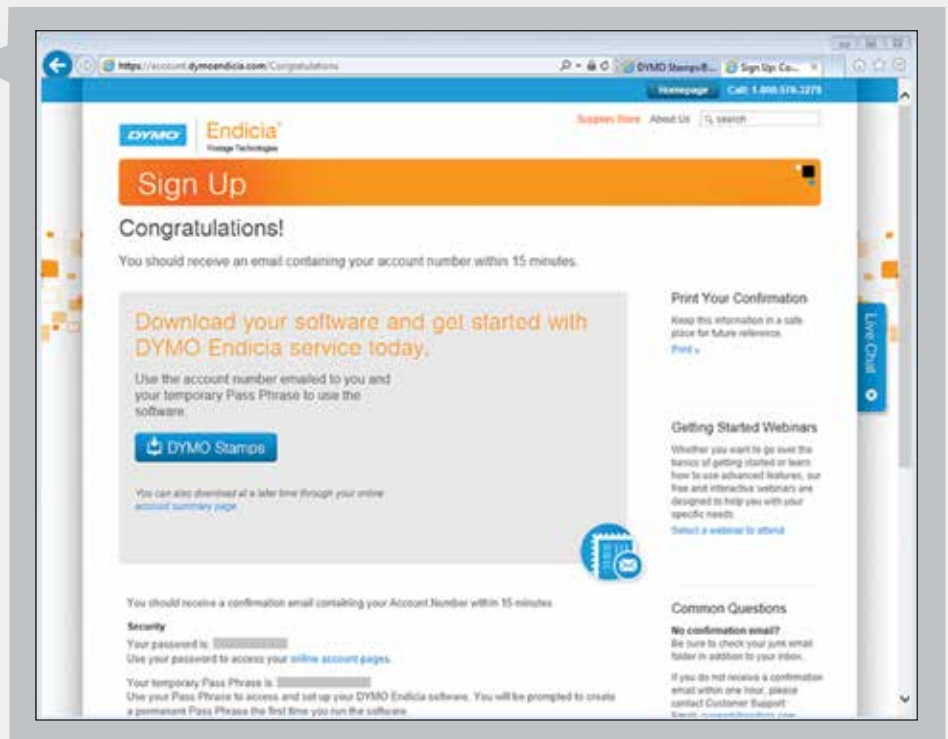 https://account.dymoendicia.com/Congratulations
DYMO Stamps
Sign Up: Co...
Homepage Call: 1-800-576-3279
DYMO Endicia
Postage Technologies
Supplies Store About Us search
Sign Up
Congratulations!
You should receive an email containing your account number within 15 minutes.
Download your software and get started with
DYMO Endicia service today.
Use the account number emailed to you and
your temporary Pass Phrase to use the
software.
DYMO Stamps
You can also download at a later time through your online
account summary page
You should receive a confirmation email containing your Account Number within 15 minutes
Security
Your password is:
Use your password to access your online account pages.
Your temporary Pass Phrase is:
Use your Pass Phrase to access and set up your DYMO Endicia software. You will be prompted to create
a permanent Pass Phrase the first time you run the software.
Print Your Confirmation
Keep this information in a safe
place for future reference.
Print
Getting Started Webinars
Whether you want to go over the
basics of getting started or learn
how to use advanced features, our
free and interactive webinars are
designed to help you with your
specific needs.
Select a webinar to attend
Common Questions
No confirmation email?
Be sure to check your junk email
folder in addition to your inbox.
If you do not receive a confirmation
email within one hour, please
contact Customer Support
Live Chat